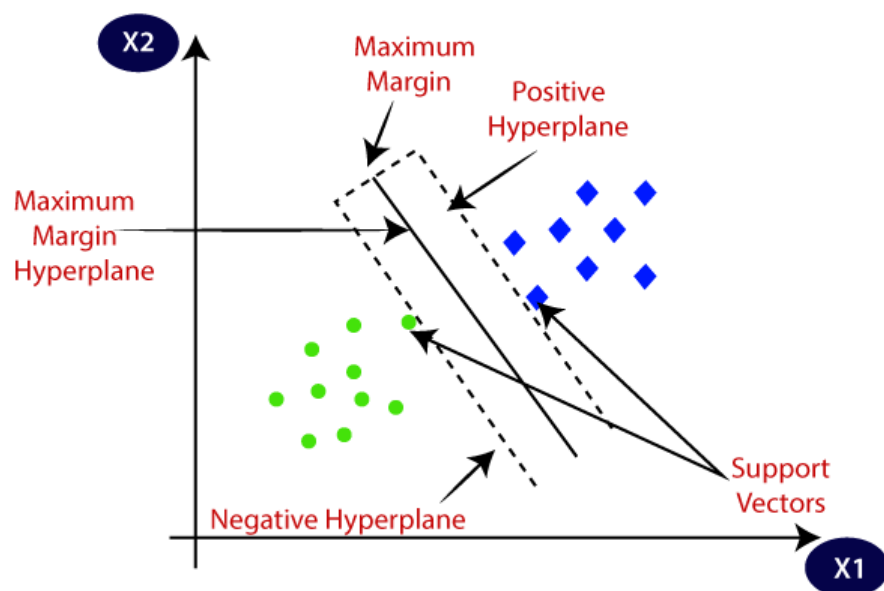 X2
Maximum
Margin
Positive
Hyperplane
Maximum
Margin
Hyperplane
Support
Vectors
Negative Hyperplane
X1